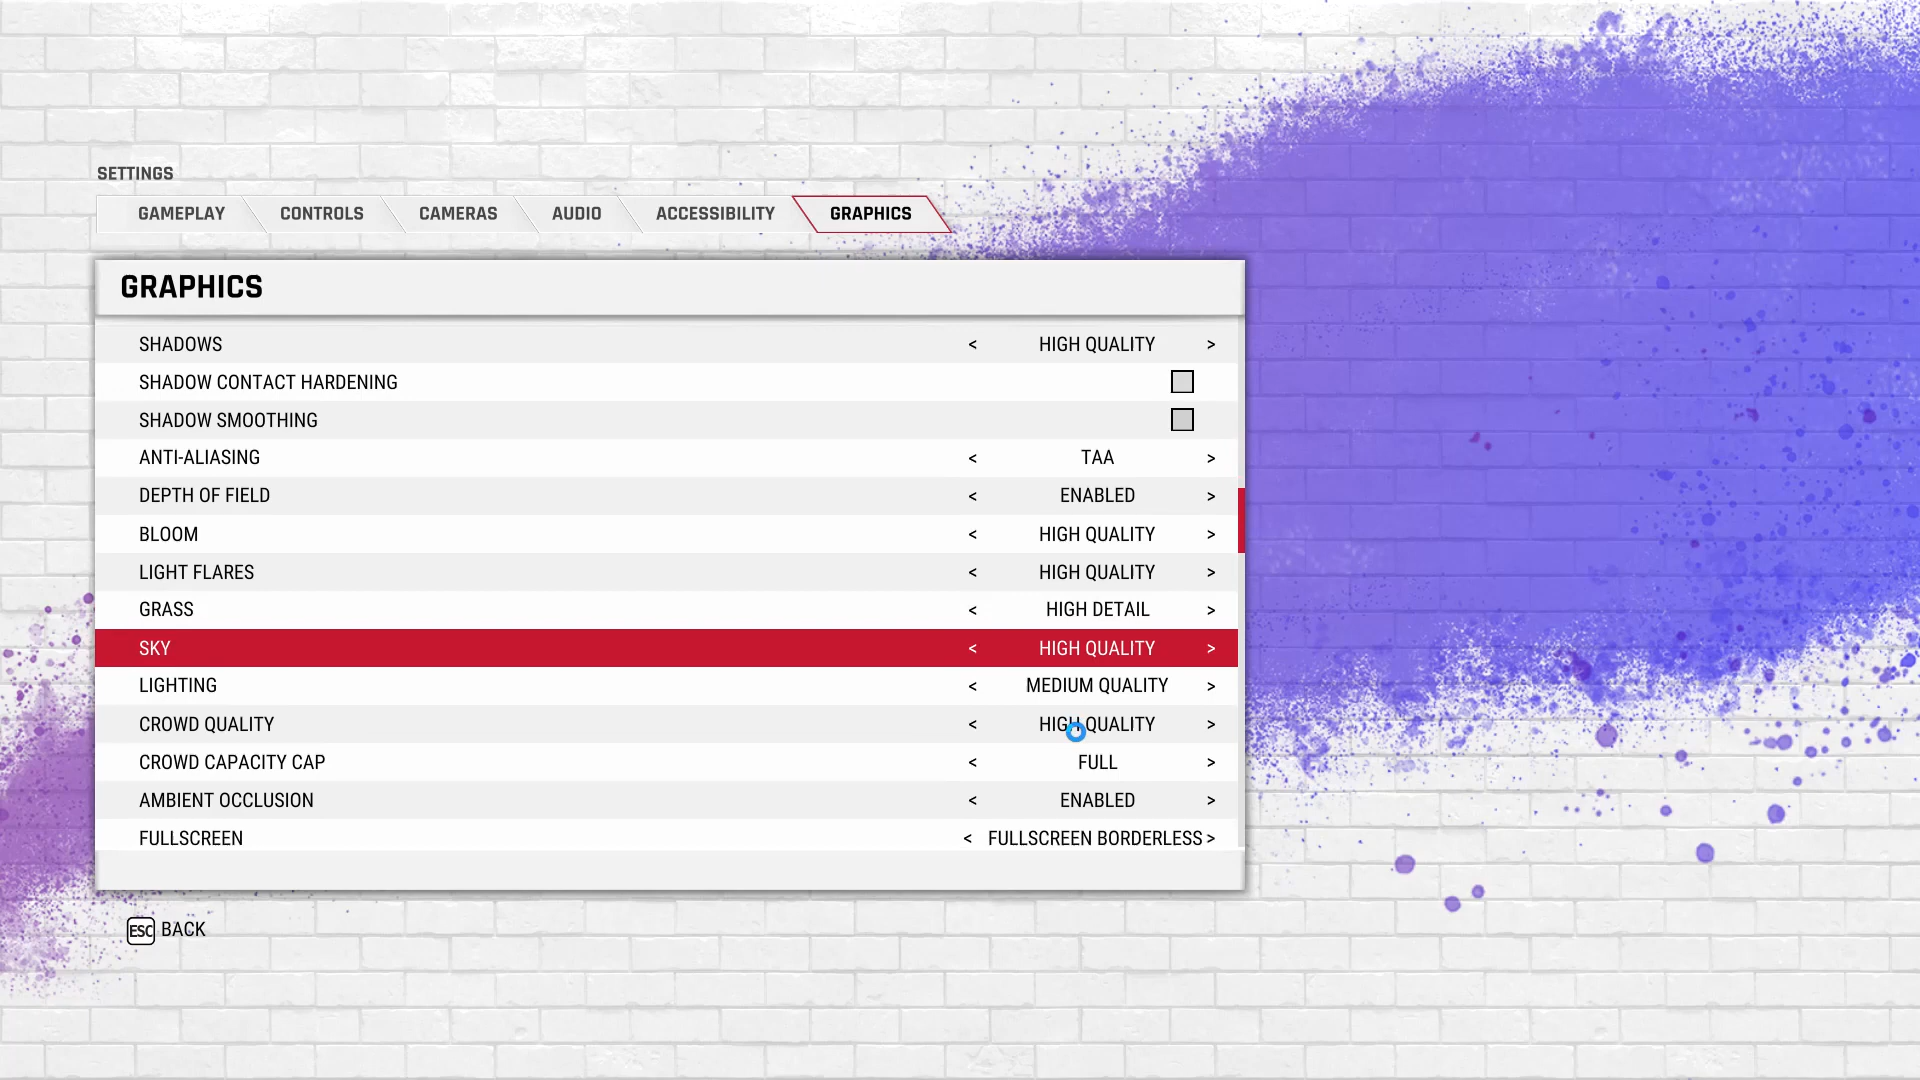 SETTINGS
GAMEPLAY CONTROLS CAMERAS AUDIO ACCESSIBILITY GRAPHICS
GRAPHICS
SHADOWS < HIGH QUALITY >
SHADOW CONTACT HARDENING
SHADOW SMOOTHING
ANTI-ALIASING < TAA >
DEPTH OF FIELD < ENABLED >
BLOOM < HIGH QUALITY >
LIGHT FLARES < HIGH QUALITY >
GRASS < HIGH DETAIL >
SKY < HIGH QUALITY >
LIGHTING < MEDIUM QUALITY >
CROWD QUALITY < HIGH QUALITY >
CROWD CAPACITY CAP < FULL >
AMBIENT OCCLUSION < ENABLED >
FULLSCREEN < FULLSCREEN BORDERLESS >
ESC BACK